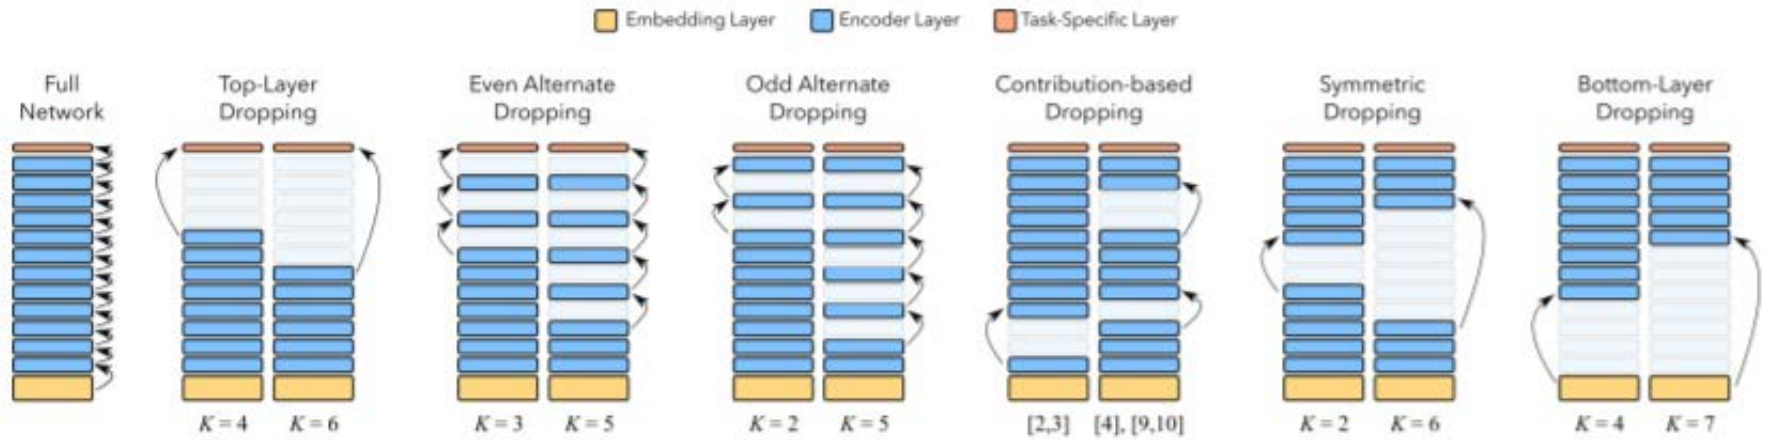 Embedding Layer
Encoder Layer
Task-Specific Layer
Full
Network
Top-Layer
Dropping
Even Alternate
Dropping
Odd Alternate
Dropping
Contribution-based
Dropping
Symmetric
Dropping
Bottom-Layer
Dropping
K = 4
K = 6
K = 3
K = 5
K = 2
K = 5
[2,3]
[4], [9,10]
K = 2
K = 6
K = 4
K = 7